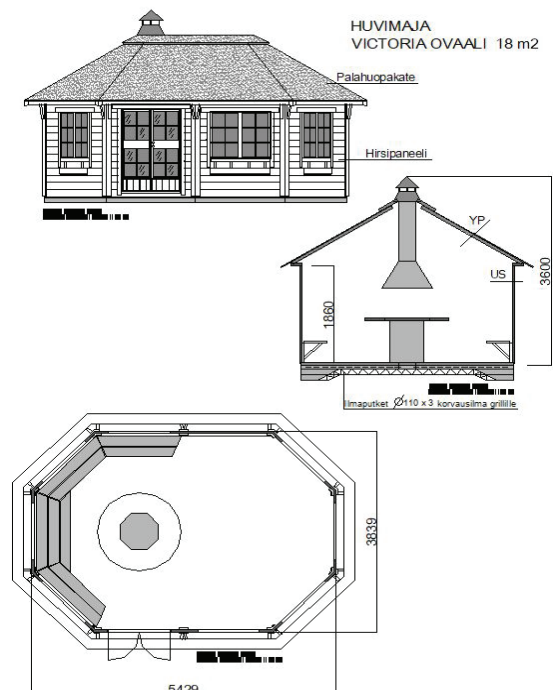 HUVIMAJA
VICTORIA OVAALI 18 m2
Palahuopakate
Hirsipaneeli
YP
US
1860
3600
Ilmaputket Ø110 x 3 korvausilma grillille
3839
5429